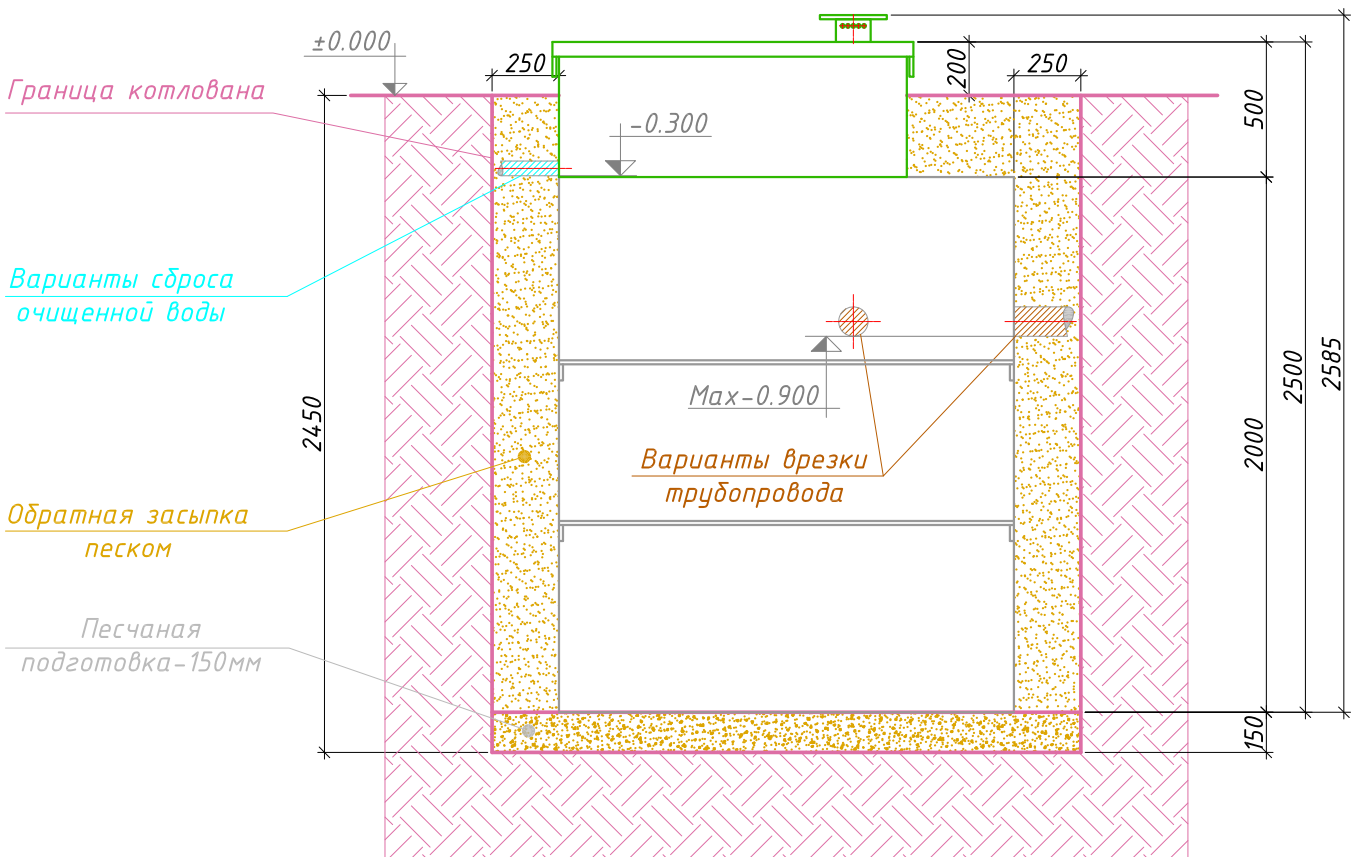 ±0.000
250
200
250
500
Граница котлована
-0.300
Варианты сброса
очищенной воды
2450
Max-0.900
2000
2500
2585
Варианты врезки
трубопровода
Обратная засыпка
песком
Песчаная
подготовка-150мм
150